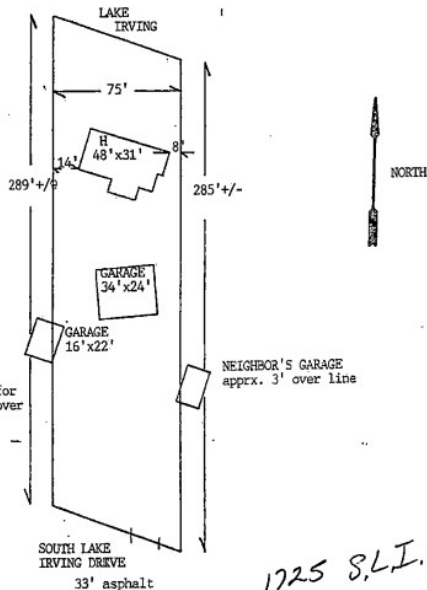 LAKE
IRVING
75'
H
48'x31'
8'
14'
289'+/-
285'+/-
NORTH
GARAGE
34'x24'
GARAGE
16'x22'
NEIGHBOR'S GARAGE
apprx. 3' over line
for
over
SOUTH LAKE
IRVING DRIVE
33' asphalt
1725 S.L.I.